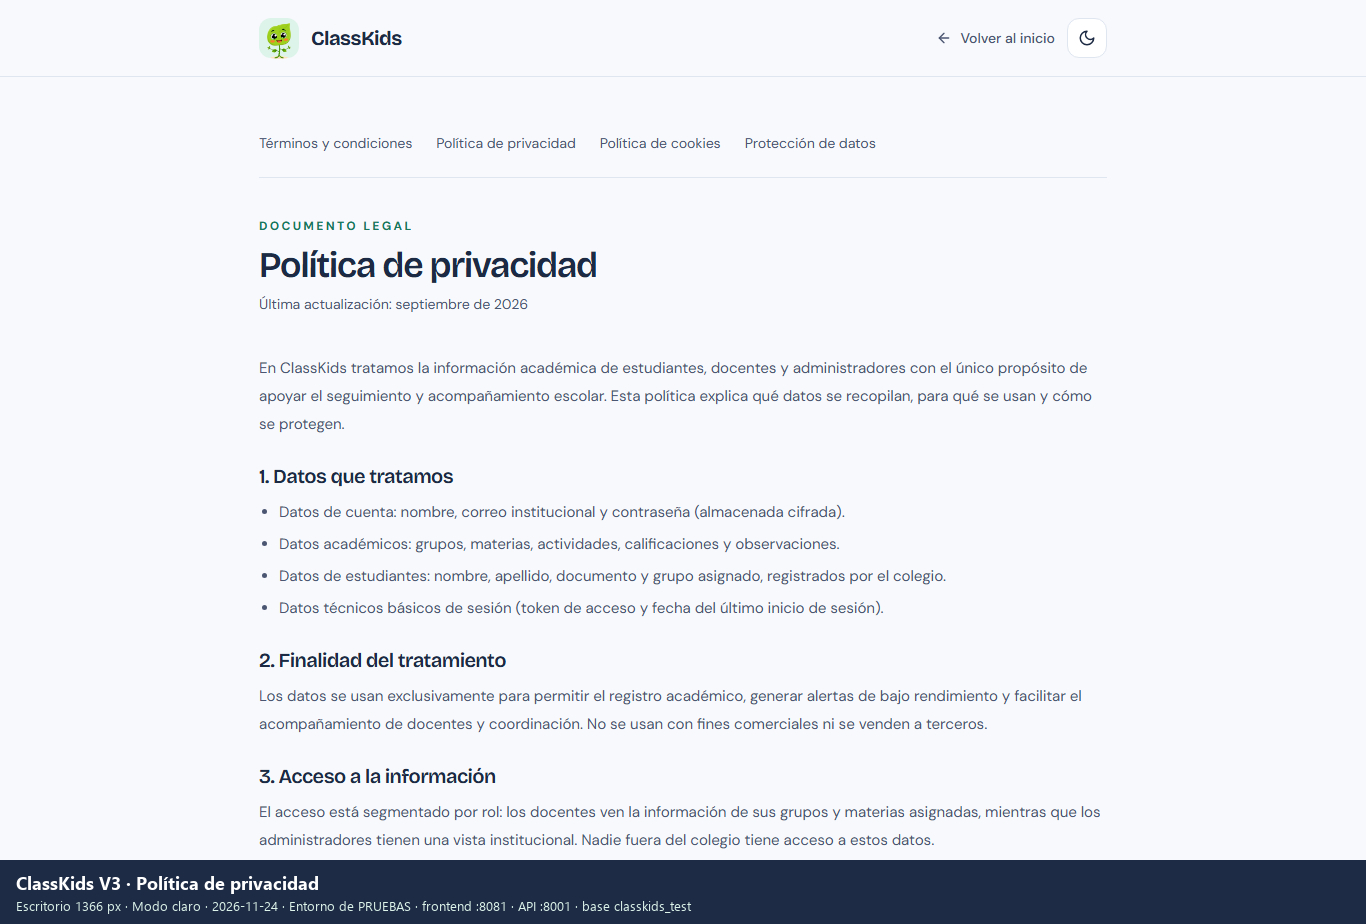 ClassKids
Volver al inicio
Términos y condiciones
Política de privacidad
Política de cookies
Protección de datos
DOCUMENTO LEGAL
Política de privacidad
Última actualización: septiembre de 2026
En ClassKids tratamos la información académica de estudiantes, docentes y administradores con el único propósito de
apoyar el seguimiento y acompañamiento escolar. Esta política explica qué datos se recopilan, para qué se usan y cómo
se protegen.
1. Datos que tratamos
• Datos de cuenta: nombre, correo institucional y contraseña (almacenada cifrada).
• Datos académicos: grupos, materias, actividades, calificaciones y observaciones.
• Datos de estudiantes: nombre, apellido, documento y grupo asignado, registrados por el colegio.
• Datos técnicos básicos de sesión (token de acceso y fecha del último inicio de sesión).
2. Finalidad del tratamiento
Los datos se usan exclusivamente para permitir el registro académico, generar alertas de bajo rendimiento y facilitar el
acompañamiento de docentes y coordinación. No se usan con fines comerciales ni se venden a terceros.
3. Acceso a la información
El acceso está segmentado por rol: los docentes ven la información de sus grupos y materias asignadas, mientras que los
administradores tienen una vista institucional. Nadie fuera del colegio tiene acceso a estos datos.
ClassKids V3 · Política de privacidad
Escritorio 1366 px · Modo claro · 2026-11-24 · Entorno de PRUEBAS · frontend :8081 · API :8001 · base classkids_test